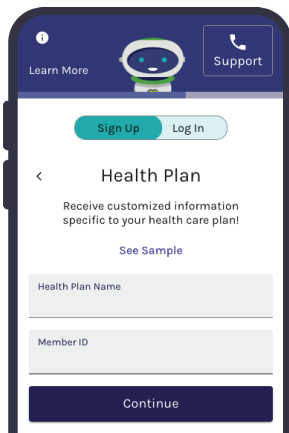 Learn More
Support
Sign Up
Log In
Health Plan
Receive customized information
specific to your health care plan!
See Sample
Health Plan Name
Member ID
Continue